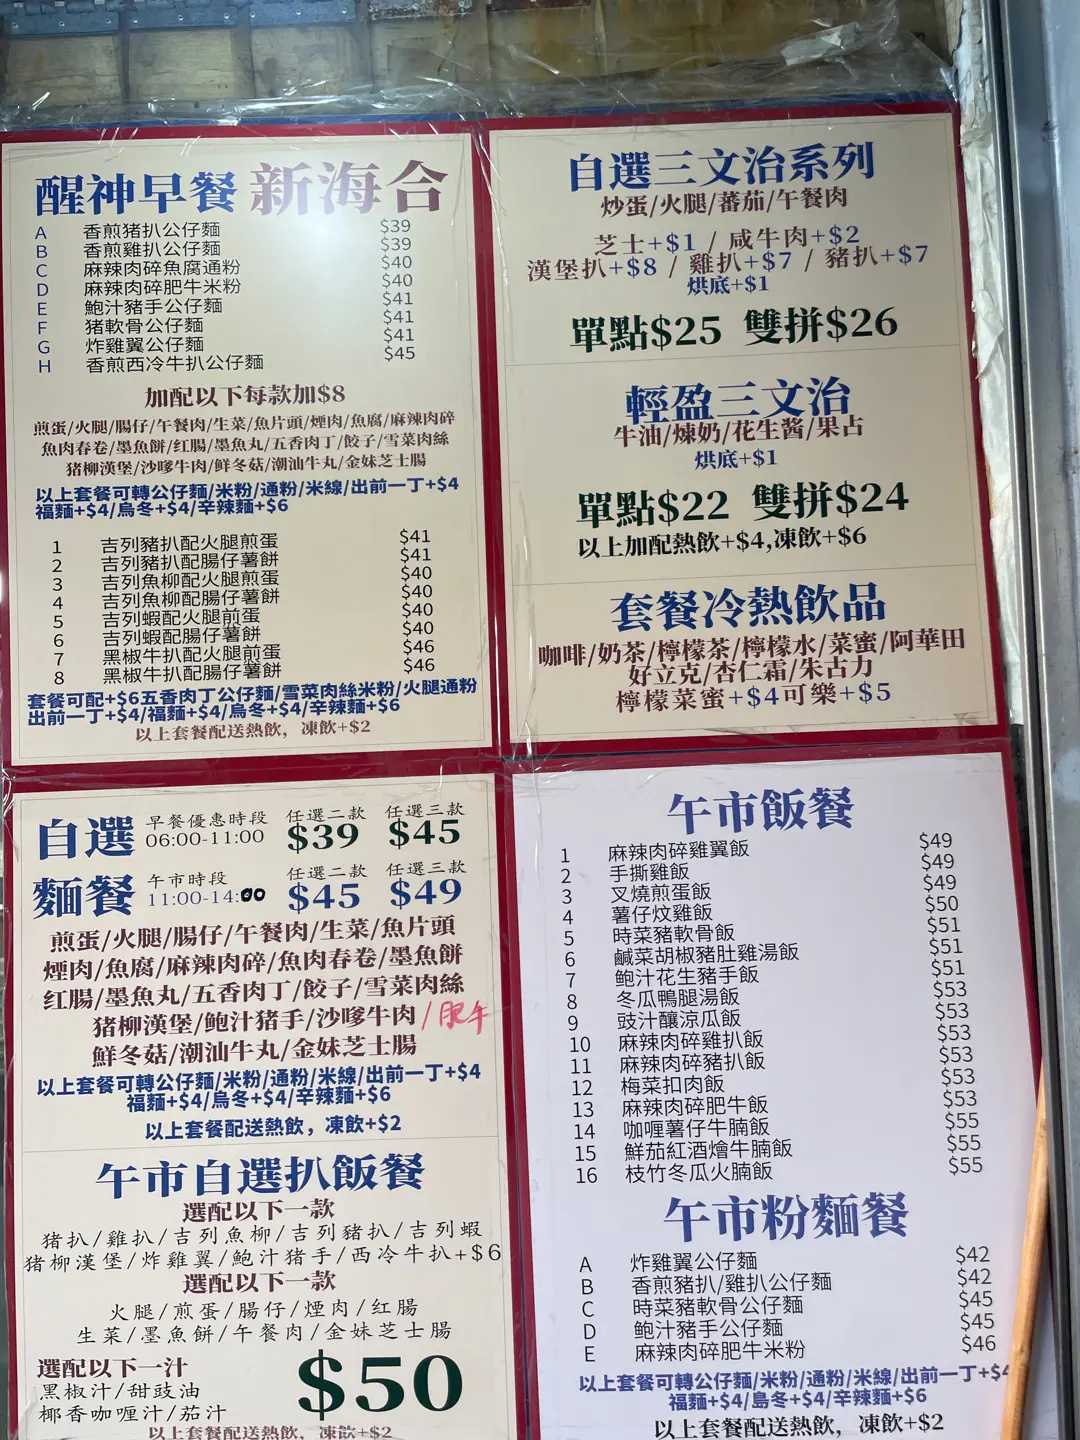 醒神早餐 新海合
A 香煎豬扒公仔麵 $39
B 香煎雞扒公仔麵 $39
C 麻辣肉碎魚腐通粉 $40
D 麻辣肉碎肥牛米粉 $40
E 鮑汁豬手公仔麵 $41
F 猪軟骨公仔麵 $41
G 炸雞翼公仔麵 $41
H 香煎西冷牛扒公仔麵 $45
加配以下每款加$8
煎蛋/火腿/腸仔/午餐肉/生菜/魚片頭/煙肉/魚腐/麻辣肉碎
魚肉春卷/墨魚餅/红腸/墨魚丸/五香肉丁/餃子/雪菜肉絲
猪柳漢堡/沙嗲牛肉/鲜冬菇/潮汕牛丸/金妹芝士腸
以上套餐可轉公仔麵/米粉/通粉/米線/出前一丁+$4
福麵+$4/烏冬+$4/辛辣麵+$6
1 吉列豬扒配火腿煎蛋 $41
2 吉列豬扒配腸仔薯餅 $41
3 吉列魚柳配火腿煎蛋 $40
4 吉列魚柳配腸仔薯餅 $40
5 吉列蝦配火腿煎蛋 $40
6 吉列蝦配腸仔薯餅 $40
7 黑椒牛扒配火腿煎蛋 $46
8 黑椒牛扒配腸仔薯餅 $46
套餐可配+$6五香肉丁公仔麵/雪菜肉絲米粉/火腿通粉
出前一丁+$4/福麵+$4/烏冬+$4/辛辣麵+$6
以上套餐配送熱飲，凍飲+$2
自選三文治系列
炒蛋/火腿/蕃茄/午餐肉
芝士+$1 / 咸牛肉+$2
漢堡扒+$8 / 雞扒+$7 / 豬扒+$7
烘底+$1
單點$25 雙拼$26
輕盈三文治
牛油/煉奶/花生醬/果占
烘底+$1
單點$22 雙拼$24
以上加配熱飲+$4,凍飲+$6
套餐冷熱飲品
咖啡/奶茶/檸檬茶/檸檬水/菜蜜/阿華田
好立克/杏仁霜/朱古力
檸檬菜蜜+$4可樂+$5
自選 早餐優惠時段 任選二款 任選三款
06:00-11:00 $39 $45
麵餐 午市時段 任選二款 任選三款
11:00-14:00 $45 $49
煎蛋/火腿/腸仔/午餐肉/生菜/魚片頭
煙肉/魚腐/麻辣肉碎/魚肉春卷/墨魚餅
红腸/墨魚丸/五香肉丁/餃子/雪菜肉絲
猪柳漢堡/鲍汁猪手/沙嗲牛肉/肥牛
鮮冬菇/潮汕牛丸/金妹芝士腸
以上套餐可轉公仔麵/米粉/通粉/米線/出前一丁+$4
福麵+$4/烏冬+$4/辛辣麵+$6
以上套餐配送熱飲，凍飲+$2
午市自選扒飯餐
選配以下一款
猪扒/雞扒/吉列魚柳/吉列豬扒/吉列蝦
猪柳漢堡/炸雞翼/鮑汁猪手/西冷牛扒+$6
選配以下一款
火腿/煎蛋/腸仔/煙肉/红腸
生菜/墨魚餅/午餐肉/金妹芝士腸
選配以下一汁
黑椒汁/甜豉油
椰香咖喱汁/茄汁
$50
以上套餐配送熱飲，凍飲+$2
午市飯餐
1 麻辣肉碎雞翼飯 $49
2 手撕雞飯 $49
3 叉燒煎蛋飯 $49
4 薯仔炆雞飯 $50
5 時菜豬軟骨飯 $51
6 鹹菜胡椒豬肚雞湯飯 $51
7 鮑汁花生豬手飯 $51
8 冬瓜鴨腿湯飯 $53
9 豉汁釀涼瓜飯 $53
10 麻辣肉碎雞扒飯 $53
11 麻辣肉碎豬扒飯 $53
12 梅菜扣肉飯 $53
13 麻辣肉碎肥牛飯 $53
14 咖喱薯仔牛腩飯 $55
15 鮮茄紅酒燴牛腩飯 $55
16 枝竹冬瓜火腩飯 $55
午市粉麵餐
A 炸雞翼公仔麵 $42
B 香煎豬扒/雞扒公仔麵 $42
C 時菜豬軟骨公仔麵 $45
D 鮑汁豬手公仔麵 $45
E 麻辣肉碎肥牛米粉 $46
以上套餐可轉公仔麵/米粉/通粉/米線/出前一丁+$4
福麵+$4/烏冬+$4/辛辣麵+$6
以上套餐配送熱飲，凍飲+$2